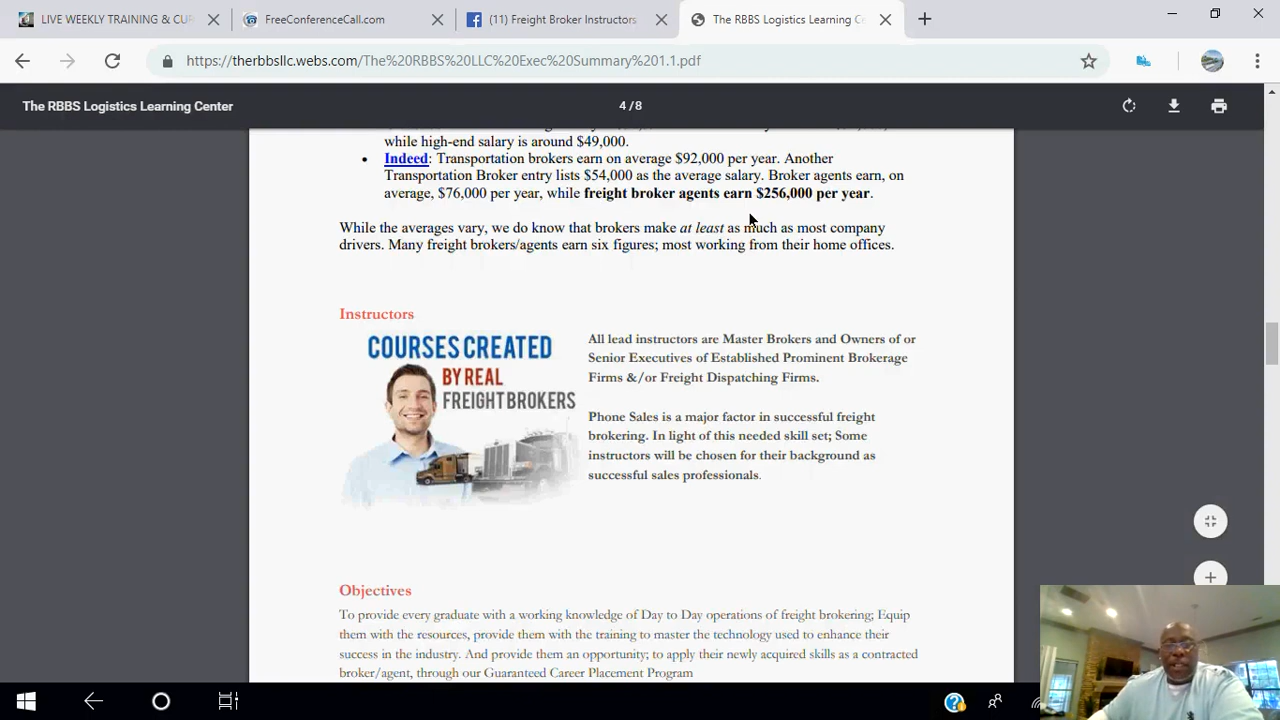 LIVE WEEKLY TRAINING & CUR
FreeConferenceCall.com
(11) Freight Broker Instructors
The RBBS Logistics Learning Ce
https://therbbsllc.webs.com/The%20RBBS%20LLC%20Exec%20Summary%201.1.pdf
The RBBS Logistics Learning Center
4 / 8
while high-end salary is around $49,000.
• Indeed: Transportation brokers earn on average $92,000 per year. Another
Transportation Broker entry lists $54,000 as the average salary. Broker agents earn, on
average, $76,000 per year, while freight broker agents earn $256,000 per year.
While the averages vary, we do know that brokers make at least as much as most company
drivers. Many freight brokers/agents earn six figures; most working from their home offices.
Instructors
COURSES CREATED
BY REAL
FREIGHT BROKERS
All lead instructors are Master Brokers and Owners of or
Senior Executives of Established Prominent Brokerage
Firms &/or Freight Dispatching Firms.
Phone Sales is a major factor in successful freight
brokering. In light of this needed skill set; Some
instructors will be chosen for their background as
successful sales professionals.
Objectives
To provide every graduate with a working knowledge of Day to Day operations of freight brokering; Equip
them with the resources, provide them with the training to master the technology used to enhance their
success in the industry. And provide them an opportunity; to apply their newly acquired skills as a contracted
broker/agent, through our Guaranteed Career Placement Program